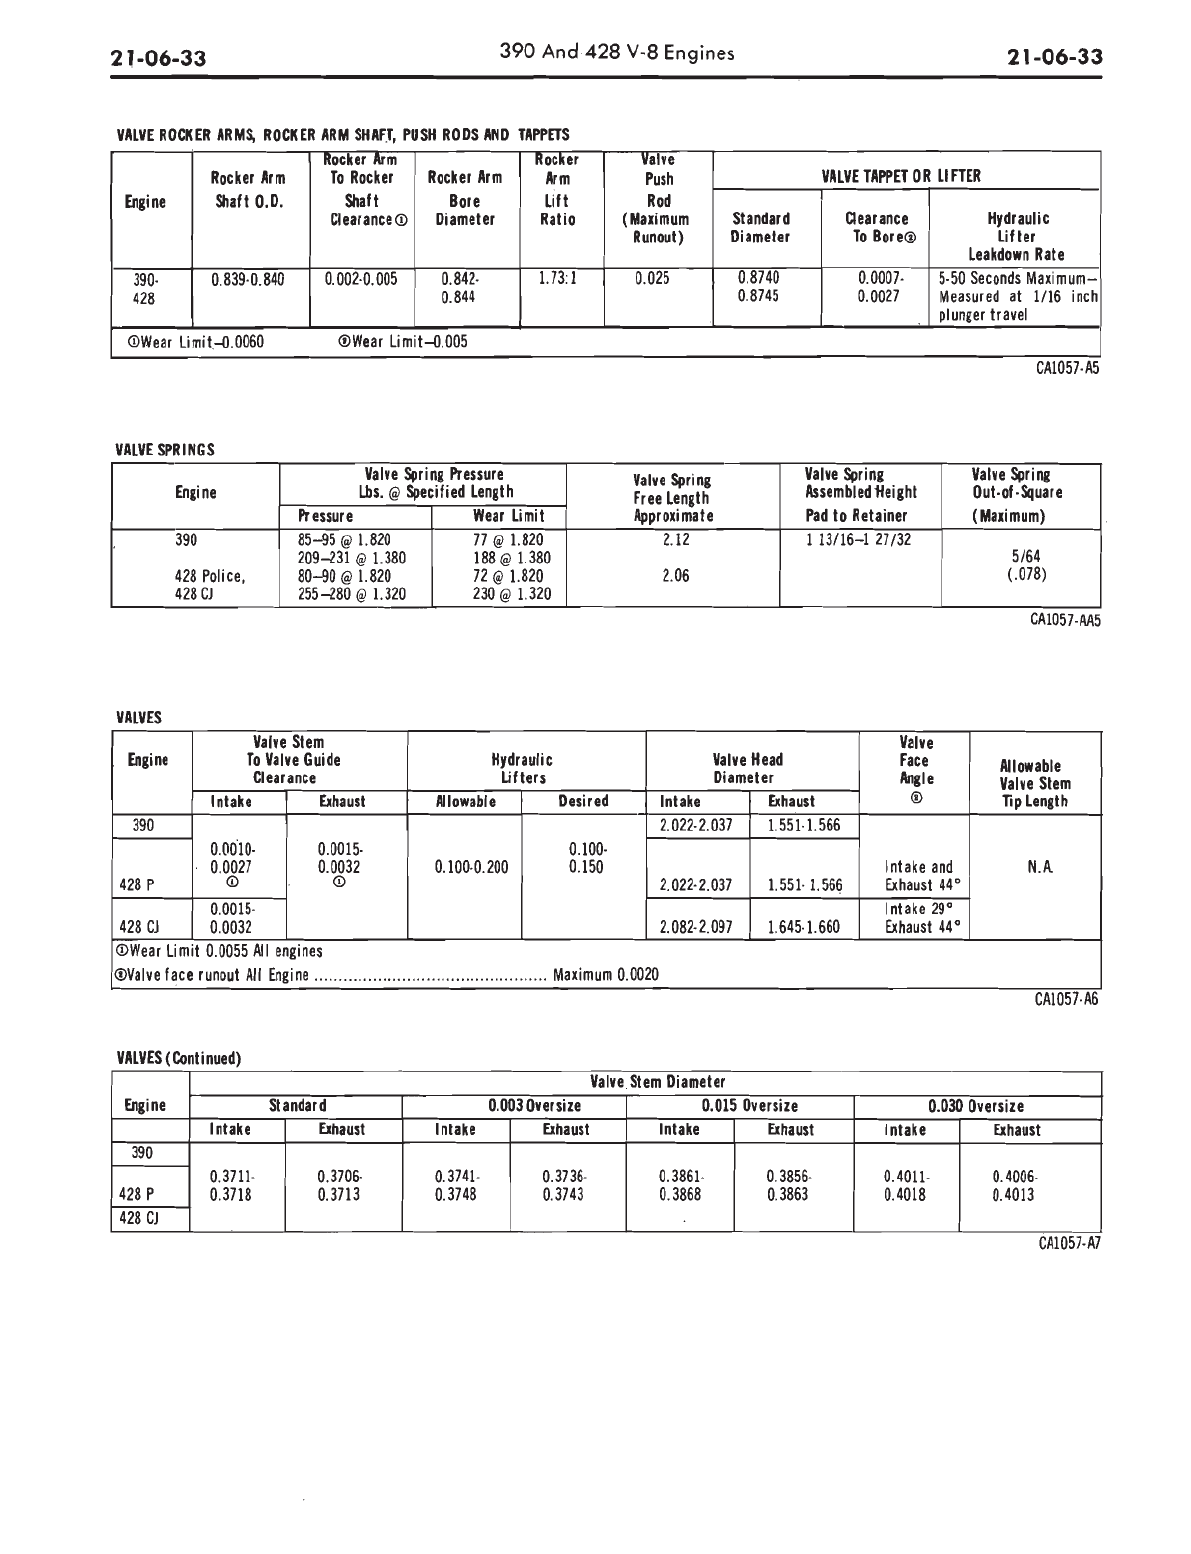 21-06-33
390 And 428 V-8 Engines
21-06-33
VALVE ROCKER ARMS, ROCKER ARM SHAFT, PUSH RODS AND TAPPETS
Engine
Rocker Arm
Shaft O.D.
Rocker Arm
To Rocker
Shaft
Clearance①
Rocker Arm
Bore
Diameter
Rocker
Arm
Lift
Ratio
Valve
Push
Rod
(Maximum
Runout)
VALVE TAPPET OR LIFTER
Standard
Diameter
Clearance
To Bore②
Hydraulic
Lifter
Leakdown Rate
390-
428
0.839-0.840
0.002-0.005
0.842-
0.844
1.73:1
0.025
0.8740
0.8745
0.0007-
0.0027
5-50 Seconds Maximum—
Measured at 1/16 inch
plunger travel
①Wear Limit—0.0060
②Wear Limit—0.005
CA1057-A5
VALVE SPRINGS
Engine
Valve Spring Pressure
Lbs. @ Specified Length
Pressure
Wear Limit
Valve Spring
Free Length
Approximate
Valve Spring
Assembled Height
Pad to Retainer
Valve Spring
Out-of-Square
(Maximum)
390
85—95 @ 1.820
77 @ 1.820
2.12
1 13/16—1 27/32
209—231 @ 1.380
188 @ 1.380
5/64
428 Police,
80—90 @ 1.820
72 @ 1.820
2.06
(.078)
428 CJ
255—280 @ 1.320
230 @ 1.320
CA1057-AA5
VALVES
Engine
Valve Stem
To Valve Guide
Clearance
Intake
Exhaust
Hydraulic
Lifters
Allowable
Desired
Valve Head
Diameter
Intake
Exhaust
Valve
Face
Angle
②
Allowable
Valve Stem
Tip Length
390
2.022-2.037
1.551-1.566
0.0010-
0.0027
①
0.0015-
0.0032
①
0.100-0.200
0.100-
0.150
428 P
2.022-2.037
1.551-1.566
Intake and
Exhaust 44°
N.A.
428 CJ
0.0015-
0.0032
2.082-2.097
1.645-1.660
Intake 29°
Exhaust 44°
①Wear Limit 0.0055 All engines
②Valve face runout All Engine ................................................ Maximum 0.0020
CA1057-A6
VALVES (Continued)
Engine
Valve Stem Diameter
Standard
0.003 Oversize
0.015 Oversize
0.030 Oversize
Intake
Exhaust
Intake
Exhaust
Intake
Exhaust
Intake
Exhaust
390
428 P
428 CJ
0.3711-
0.3718
0.3706-
0.3713
0.3741-
0.3748
0.3736-
0.3743
0.3861-
0.3868
0.3856-
0.3863
0.4011-
0.4018
0.4006-
0.4013
CA1057-A7